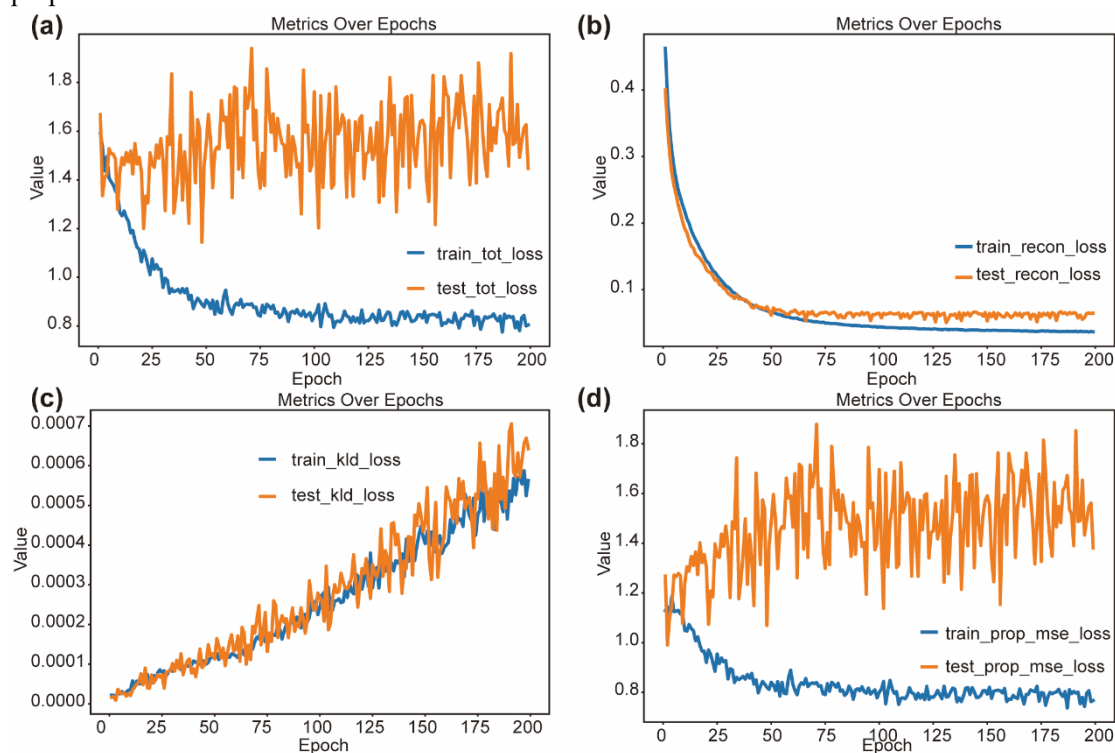 (a)
Metrics Over Epochs
1.8
1.6
1.4
1.2
1.0
0.8
Value
train_tot_loss
test_tot_loss
0 25 50 75 100 125 150 175 200
Epoch
(b)
Metrics Over Epochs
0.4
0.3
0.2
0.1
Value
train_recon_loss
test_recon_loss
0 25 50 75 100 125 150 175 200
Epoch
(c)
Metrics Over Epochs
0.0007
0.0006
0.0005
0.0004
0.0003
0.0002
0.0001
0.0000
Value
train_kld_loss
test_kld_loss
0 25 50 75 100 125 150 175 200
Epoch
(d)
Metrics Over Epochs
1.8
1.6
1.4
1.2
1.0
0.8
Value
train_prop_mse_loss
test_prop_mse_loss
0 25 50 75 100 125 150 175 200
Epoch